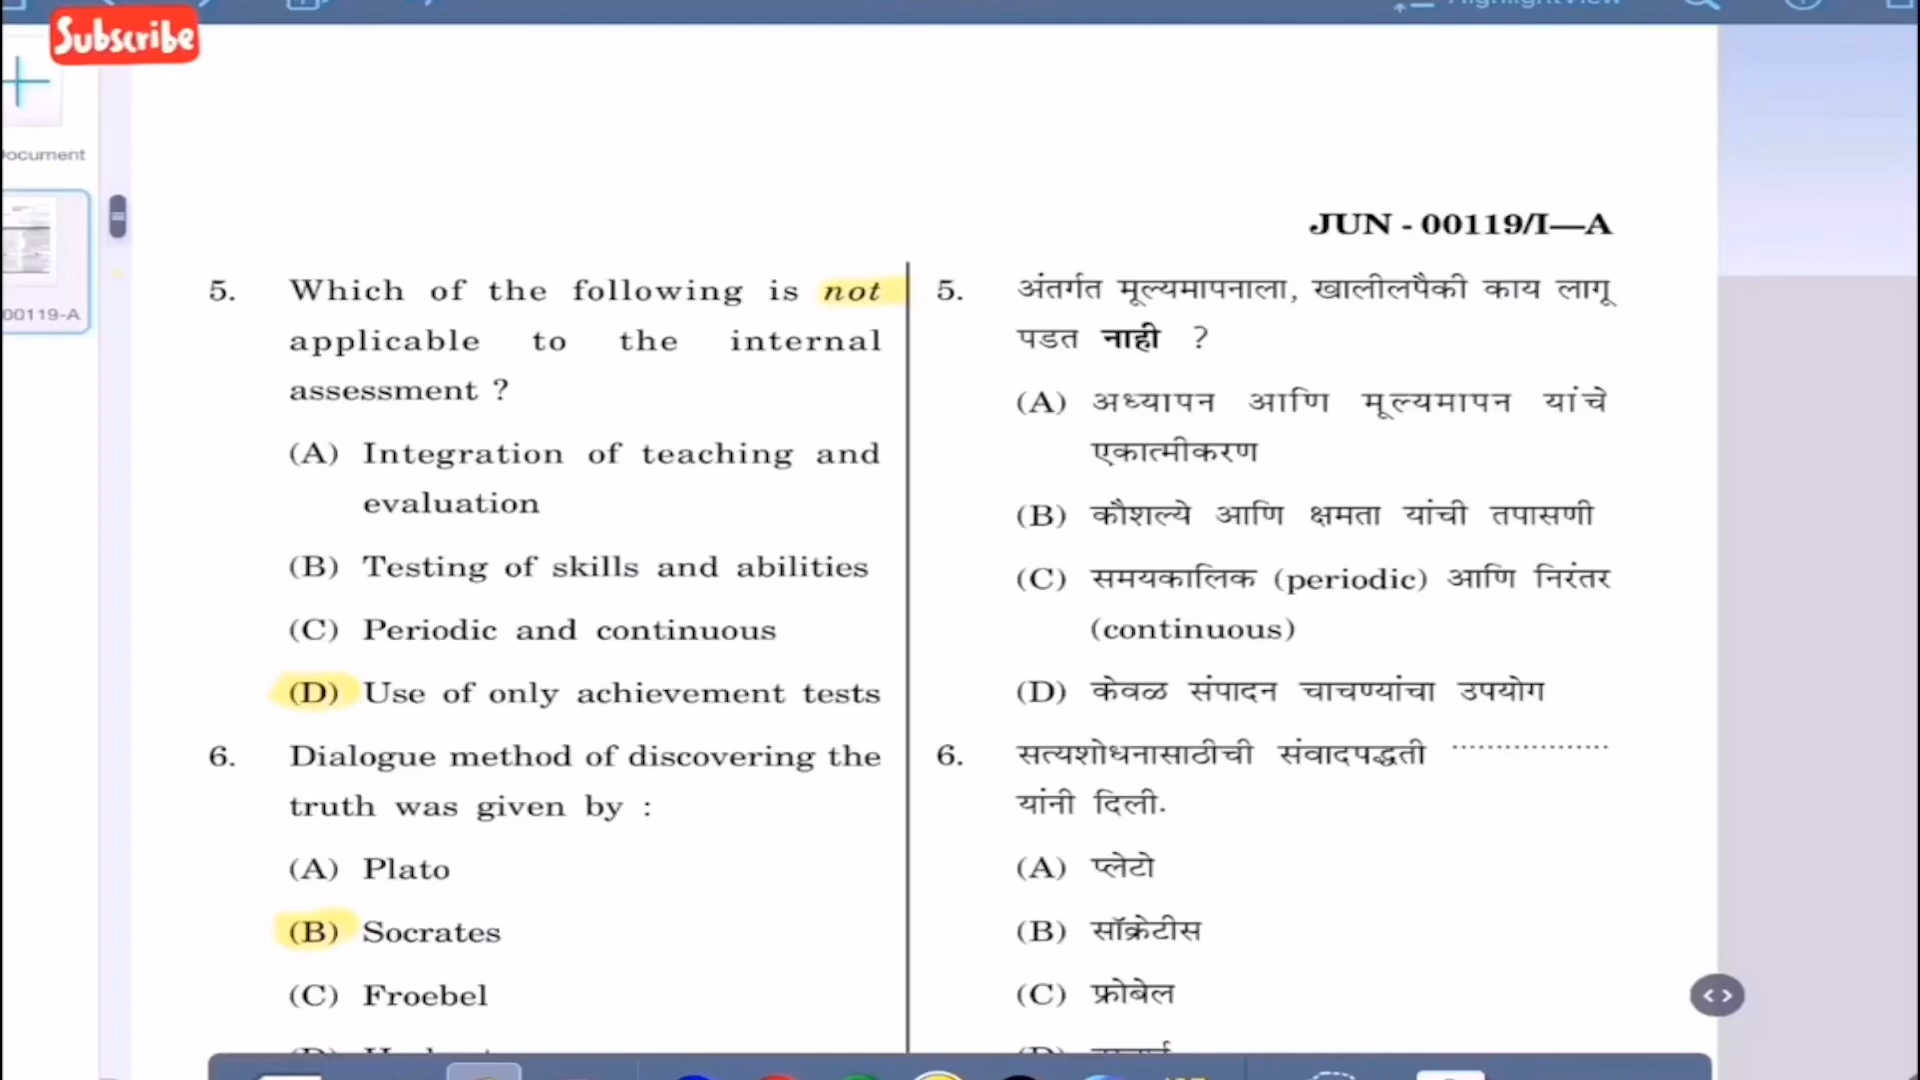 Subscribe
ocument
00119-A
JUN - 00119/I—A
5. Which of the following is not
applicable to the internal
assessment ?
(A) Integration of teaching and
evaluation
(B) Testing of skills and abilities
(C) Periodic and continuous
(D) Use of only achievement tests
6. Dialogue method of discovering the
truth was given by :
(A) Plato
(B) Socrates
(C) Froebel
5. अंतर्गत मूल्यमापनाला, खालीलपैकी काय लागू
पडत नाही ?
(A) अध्यापन आणि मूल्यमापन यांचे
एकात्मीकरण
(B) कौशल्ये आणि क्षमता यांची तपासणी
(C) समयकालिक (periodic) आणि निरंतर
(continuous)
(D) केवळ संपादन चाचण्यांचा उपयोग
6. सत्यशोधनासाठीची संवादपद्धती ................
यांनी दिली.
(A) प्लेटो
(B) सॉक्रेटीस
(C) फ्रोबेल